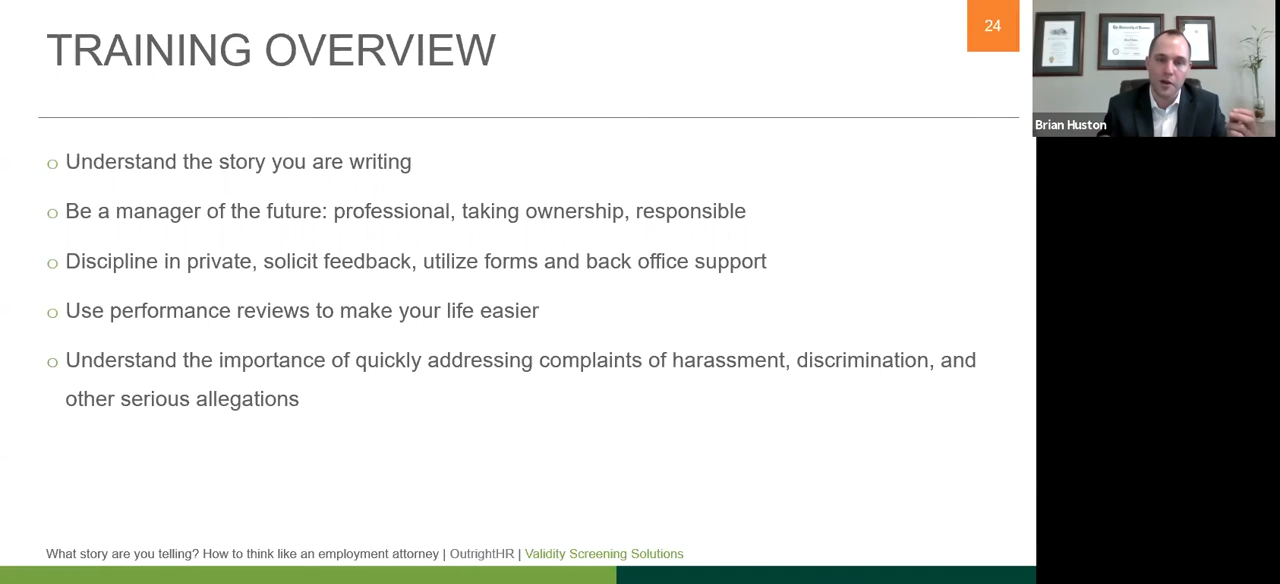 TRAINING OVERVIEW
24
Understand the story you are writing
Be a manager of the future: professional, taking ownership, responsible
Discipline in private, solicit feedback, utilize forms and back office support
Use performance reviews to make your life easier
Understand the importance of quickly addressing complaints of harassment, discrimination, and
other serious allegations
What story are you telling? How to think like an employment attorney | OutrightHR | Validity Screening Solutions
Brian Huston